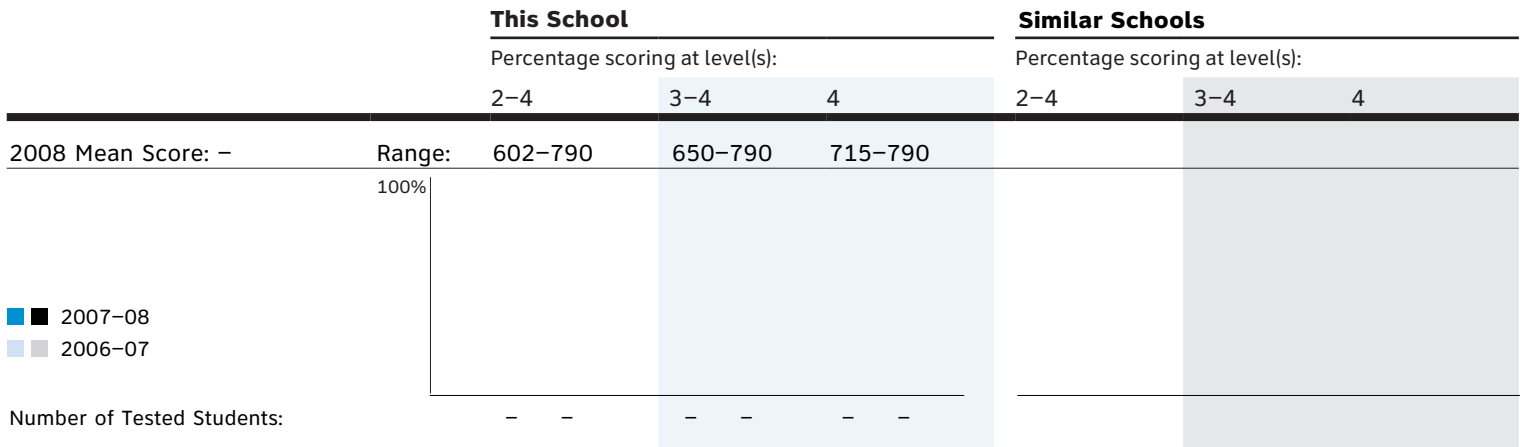 This School Similar Schools
Percentage scoring at level(s): Percentage scoring at level(s):
2–4 3–4 4 2–4 3–4 4
2008 Mean Score: – Range: 602–790 650–790 715–790
100%
2007–08
2006–07
Number of Tested Students: – – – – – –